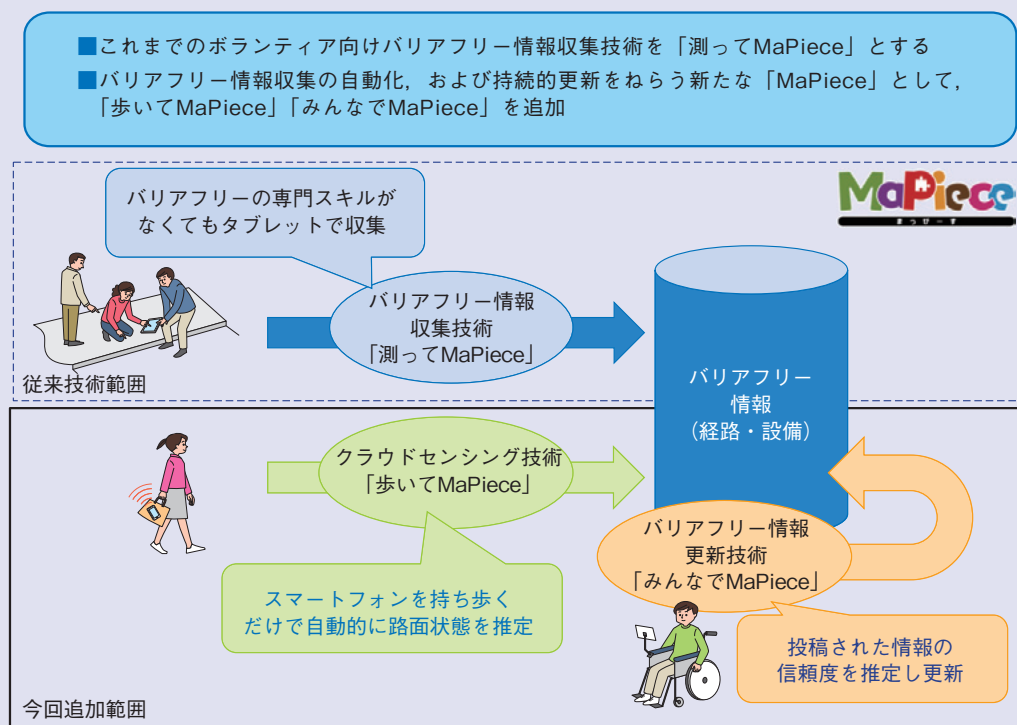 ■これまでのボランティア向けバリアフリー情報収集技術を「測ってMaPiece」とする
■バリアフリー情報収集の自動化，および持続的更新をねらう新たな「MaPiece」として，
「歩いてMaPiece」「みんなでMaPiece」を追加
MaPiece
まっぴーす
バリアフリーの専門スキルが
なくてもタブレットで収集
バリアフリー情報
収集技術
「測ってMaPiece」
従来技術範囲
バリアフリー
情報
（経路・設備）
クラウドセンシング技術
「歩いてMaPiece」
スマートフォンを持ち歩く
だけで自動的に路面状態を推定
バリアフリー情報
更新技術
「みんなでMaPiece」
投稿された情報の
信頼度を推定し更新
今回追加範囲